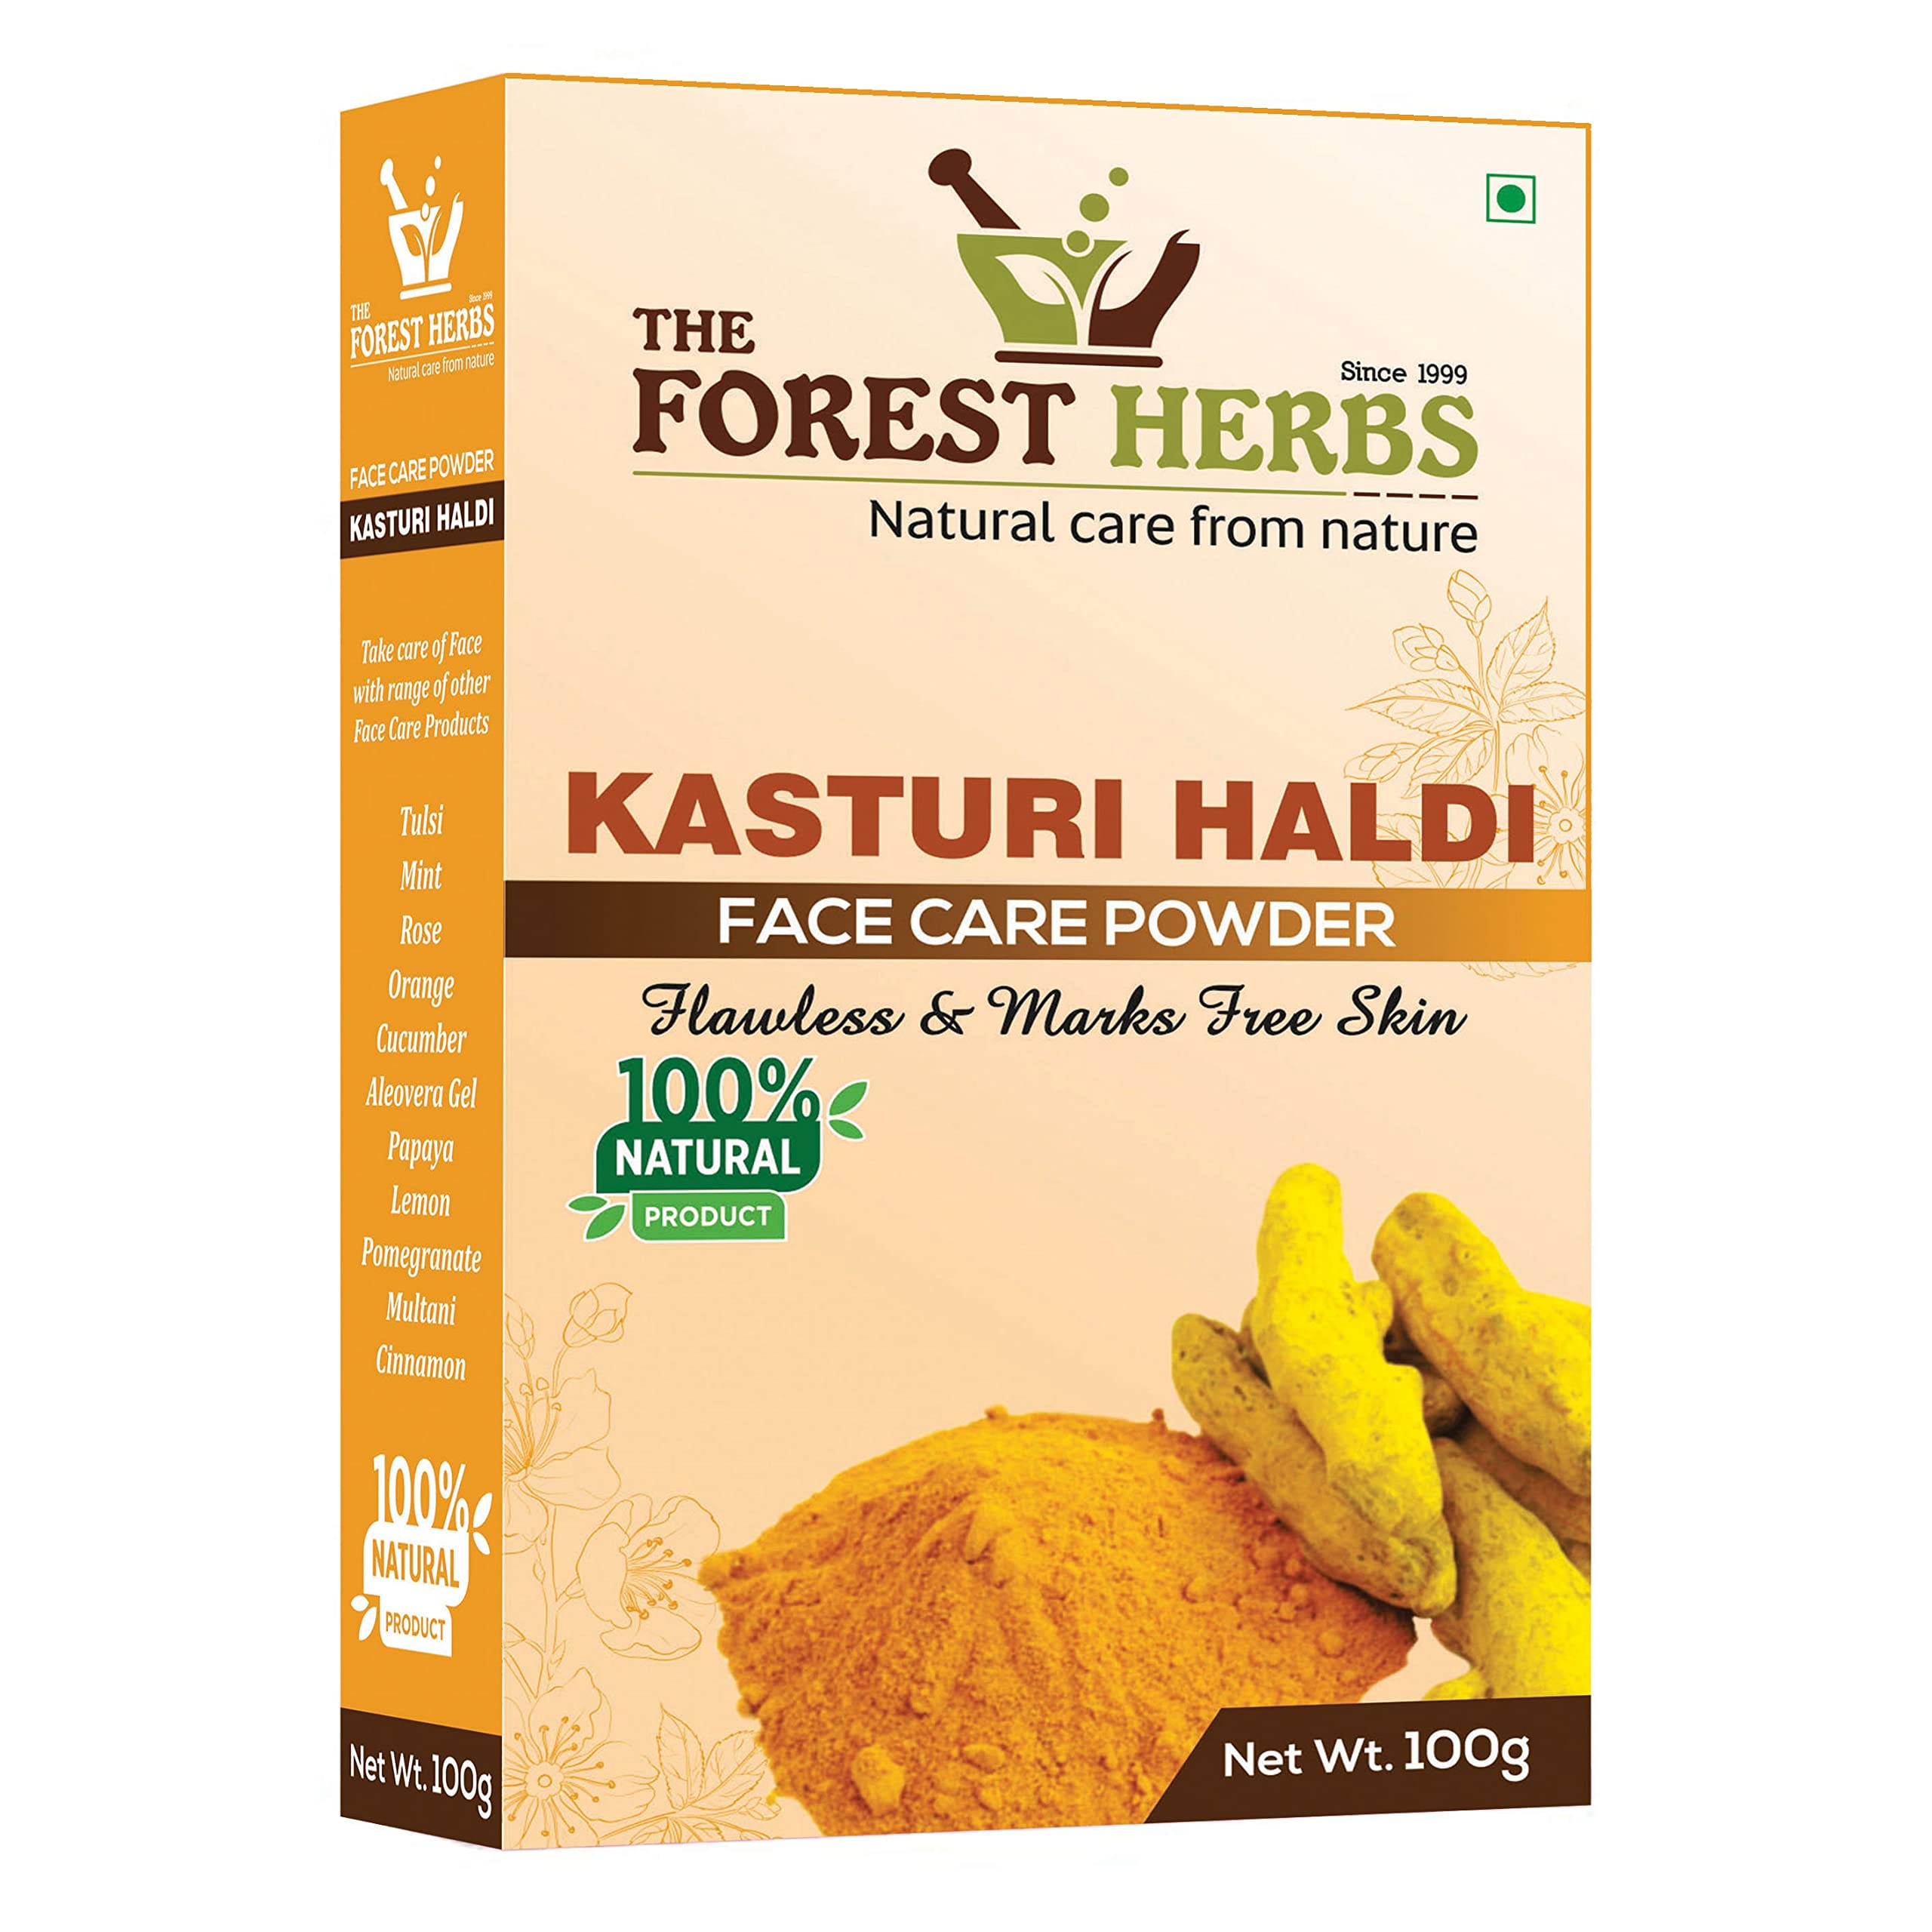 THE
FOREST HERBS
Since 1999
Natural care from nature
KASTURI HALDI
FACE CARE POWDER
Flawless & Marks Free Skin
100%
NATURAL
PRODUCT
Net Wt. 100g
THE
Since 1999
FOREST HERBS
Natural care from nature
FACE CARE POWDER
KASTURI HALDI
Take care of Face
with range of other
Face Care Products
Tulsi
Mint
Rose
Orange
Cucumber
Aleovera Gel
Papaya
Lemon
Pomegranate
Multani
Cinnamon
100%
NATURAL
PRODUCT
Net Wt. 100g